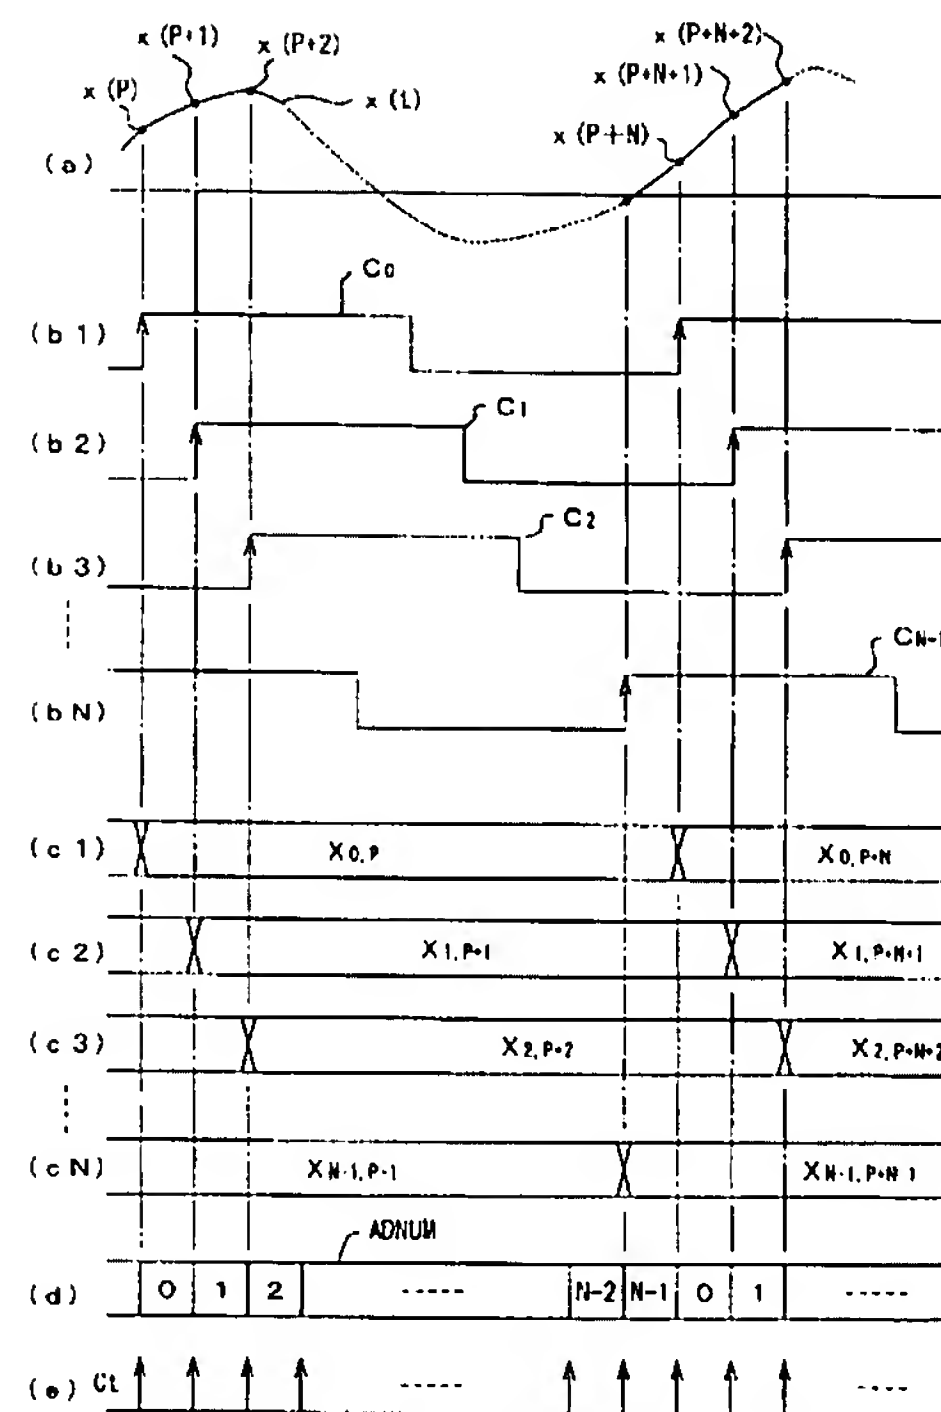 x (P+1)
x (P+2)
x (P+N+2)
x (P)
x (t)
x (P+N+1)
x (P+N)
(a)
C0
(b 1)
C1
(b 2)
C2
(b 3)
CN-1
(b N)
(c 1) X0, P X0, P+N
(c 2) X1, P+1 X1, P+N+1
(c 3) X2, P+2 X2, P+N+2
(c N) XN-1, P-1 XN-1, P+N-1
ADNUM
(d) 0 1 2 ----- N-2 N-1 0 1 -----
(e) Ct ----- ----